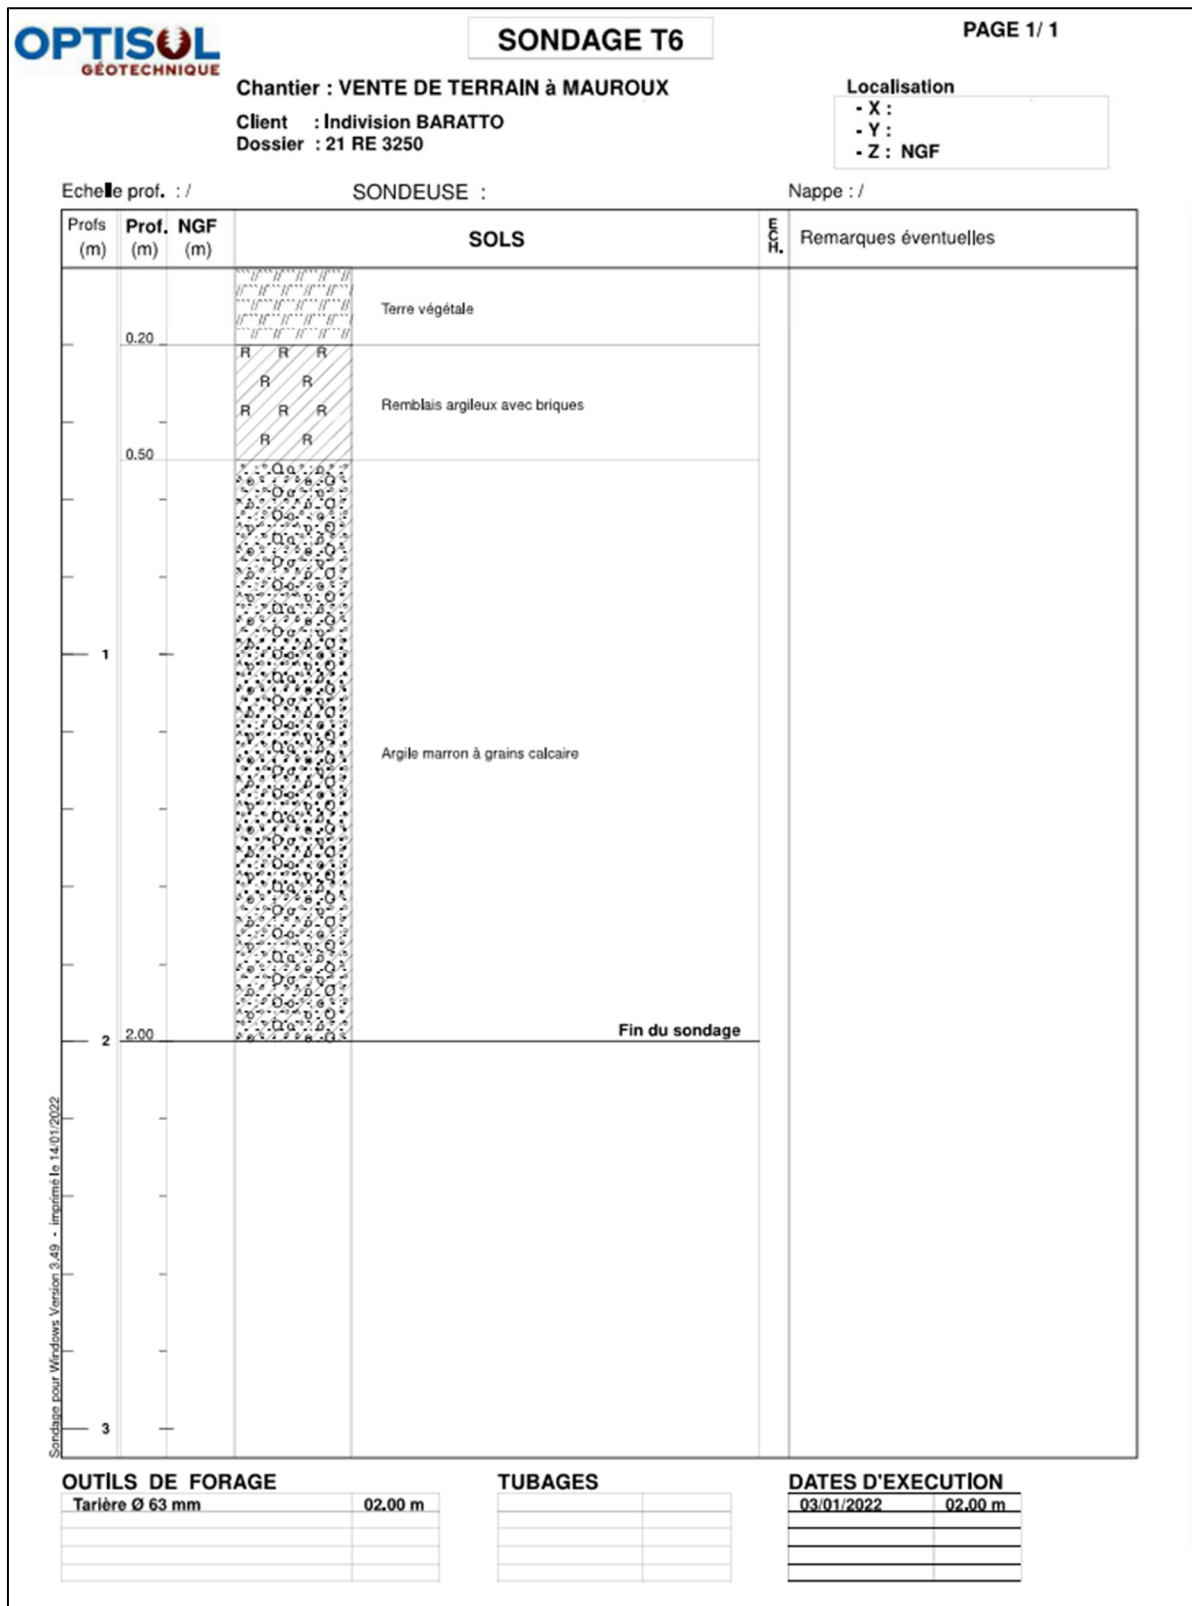 OPTISOL
GÉOTECHNIQUE
SONDAGE T6
PAGE 1/ 1
Chantier : VENTE DE TERRAIN à MAUROUX
Client : Indivision BARATTO
Dossier : 21 RE 3250
Localisation
- X :
- Y :
- Z : NGF
Echelle prof. : /
SONDEUSE :
Nappe : /
Profs (m)
Prof. (m)
NGF (m)
SOLS
ECH.
Remarques éventuelles
Terre végétale
0.20
R R R
R R
Remblais argileux avec briques
R R R
R R
0.50
1
Argile marron à grains calcaire
2
2.00
Fin du sondage
3
Sondage pour Windows Version 3.49 - imprimé le 14/01/2022
OUTILS DE FORAGE
Tarière Ø 63 mm 02.00 m
TUBAGES
DATES D'EXECUTION
03/01/2022 02.00 m